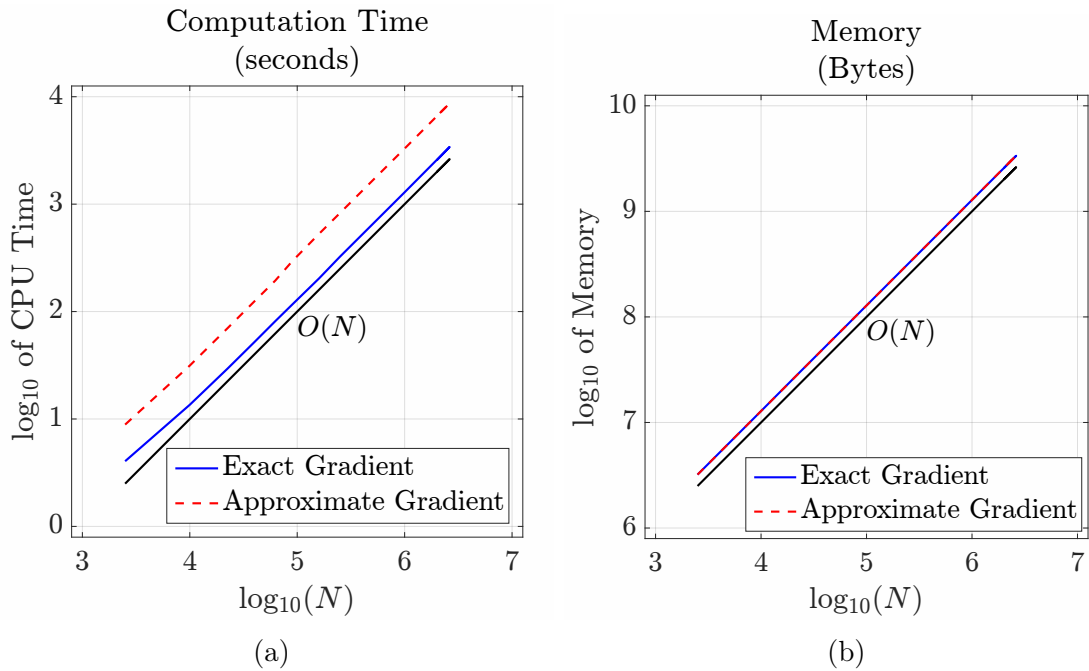 Computation Time
(seconds)
log₁₀ of CPU Time
4
3
2
1
0
O(N)
Exact Gradient
Approximate Gradient
3
4
5
6
7
log₁₀(N)
(a)
Memory
(Bytes)
log₁₀ of Memory
10
9
8
7
6
O(N)
Exact Gradient
Approximate Gradient
3
4
5
6
7
log₁₀(N)
(b)